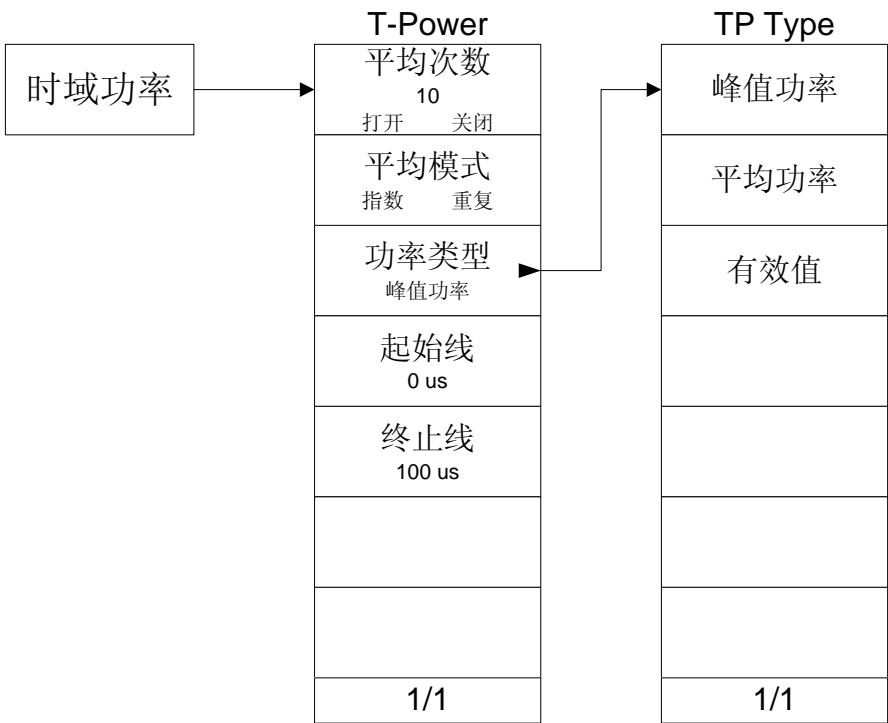 T-Power
TP Type
时域功率
平均次数
10
打开 关闭
平均模式
指数 重复
功率类型
峰值功率
起始线
0 us
终止线
100 us
1/1
峰值功率
平均功率
有效值
1/1